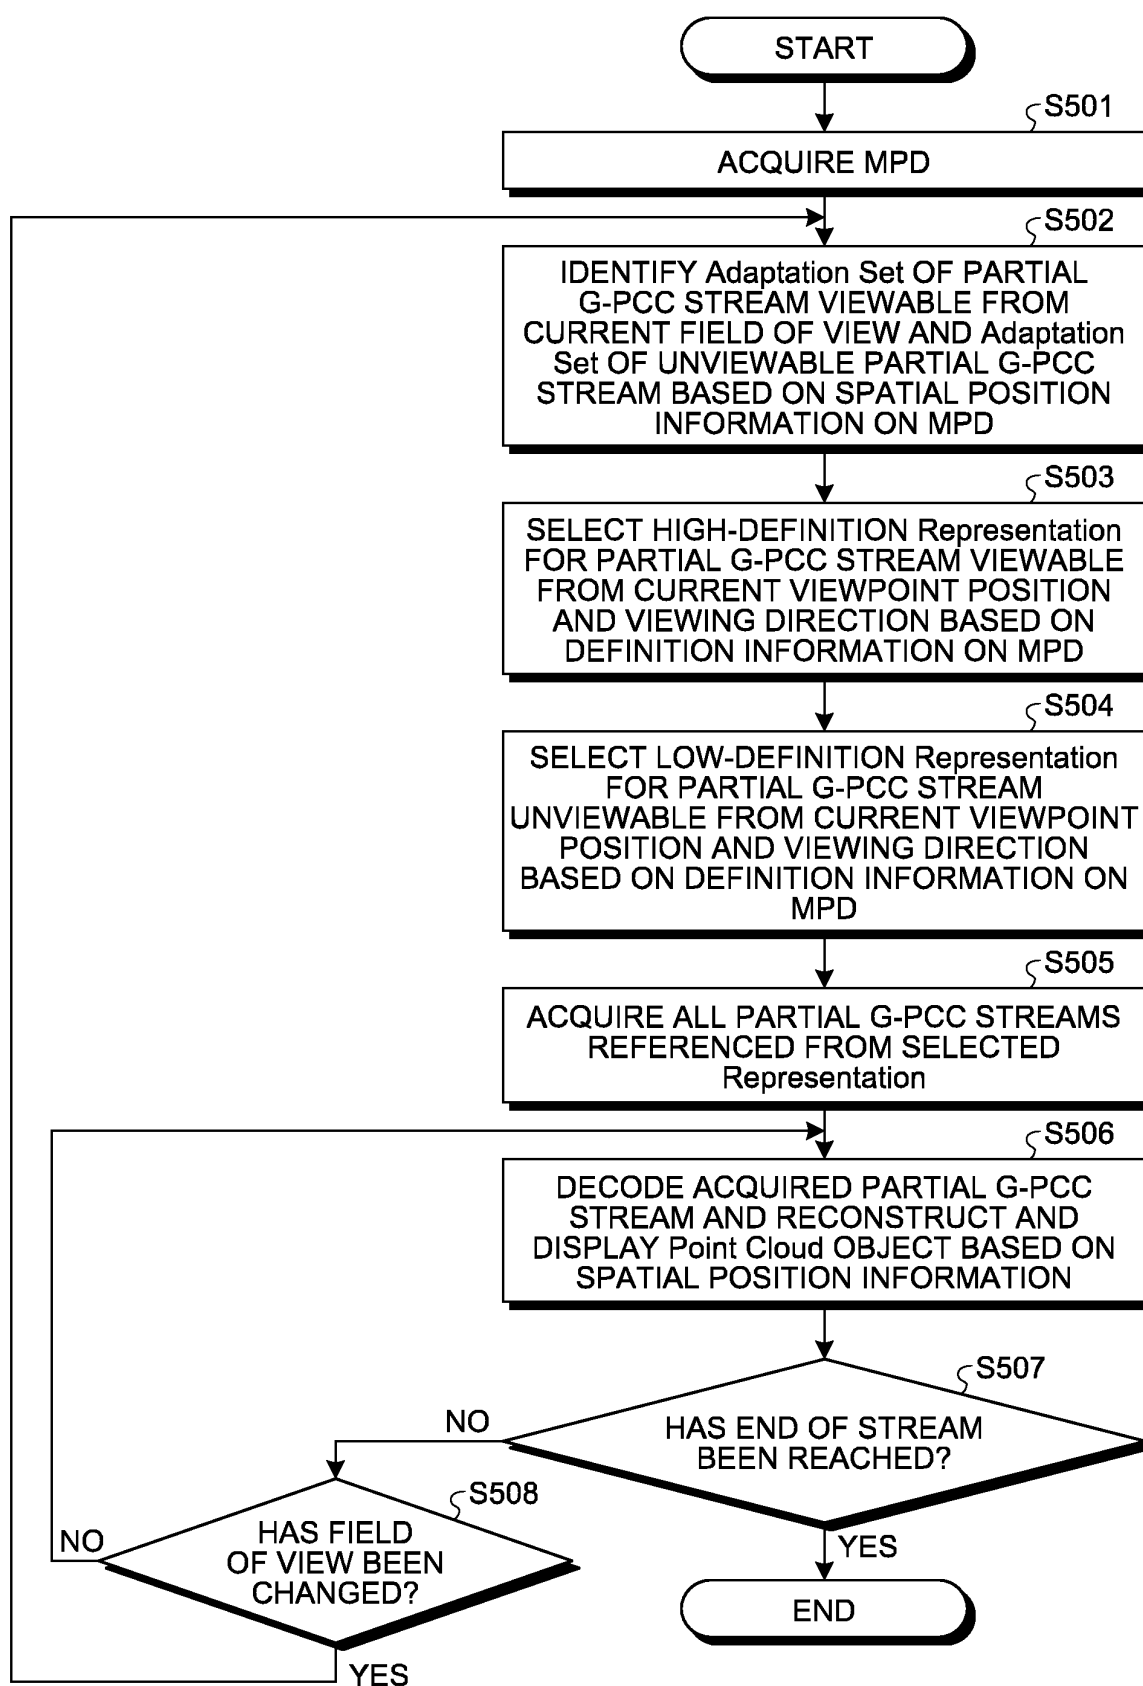 START
S501
ACQUIRE MPD
S502
IDENTIFY Adaptation Set OF PARTIAL
G-PCC STREAM VIEWABLE FROM
CURRENT FIELD OF VIEW AND Adaptation
Set OF UNVIEWABLE PARTIAL G-PCC
STREAM BASED ON SPATIAL POSITION
INFORMATION ON MPD
S503
SELECT HIGH-DEFINITION Representation
FOR PARTIAL G-PCC STREAM VIEWABLE
FROM CURRENT VIEWPOINT POSITION
AND VIEWING DIRECTION BASED ON
DEFINITION INFORMATION ON MPD
S504
SELECT LOW-DEFINITION Representation
FOR PARTIAL G-PCC STREAM
UNVIEWABLE FROM CURRENT VIEWPOINT
POSITION AND VIEWING DIRECTION
BASED ON DEFINITION INFORMATION ON
MPD
S505
ACQUIRE ALL PARTIAL G-PCC STREAMS
REFERENCED FROM SELECTED
Representation
S506
DECODE ACQUIRED PARTIAL G-PCC
STREAM AND RECONSTRUCT AND
DISPLAY Point Cloud OBJECT BASED ON
SPATIAL POSITION INFORMATION
S507
HAS END OF STREAM
BEEN REACHED?
NO
S508
HAS FIELD
OF VIEW BEEN
CHANGED?
NO
YES
YES
END